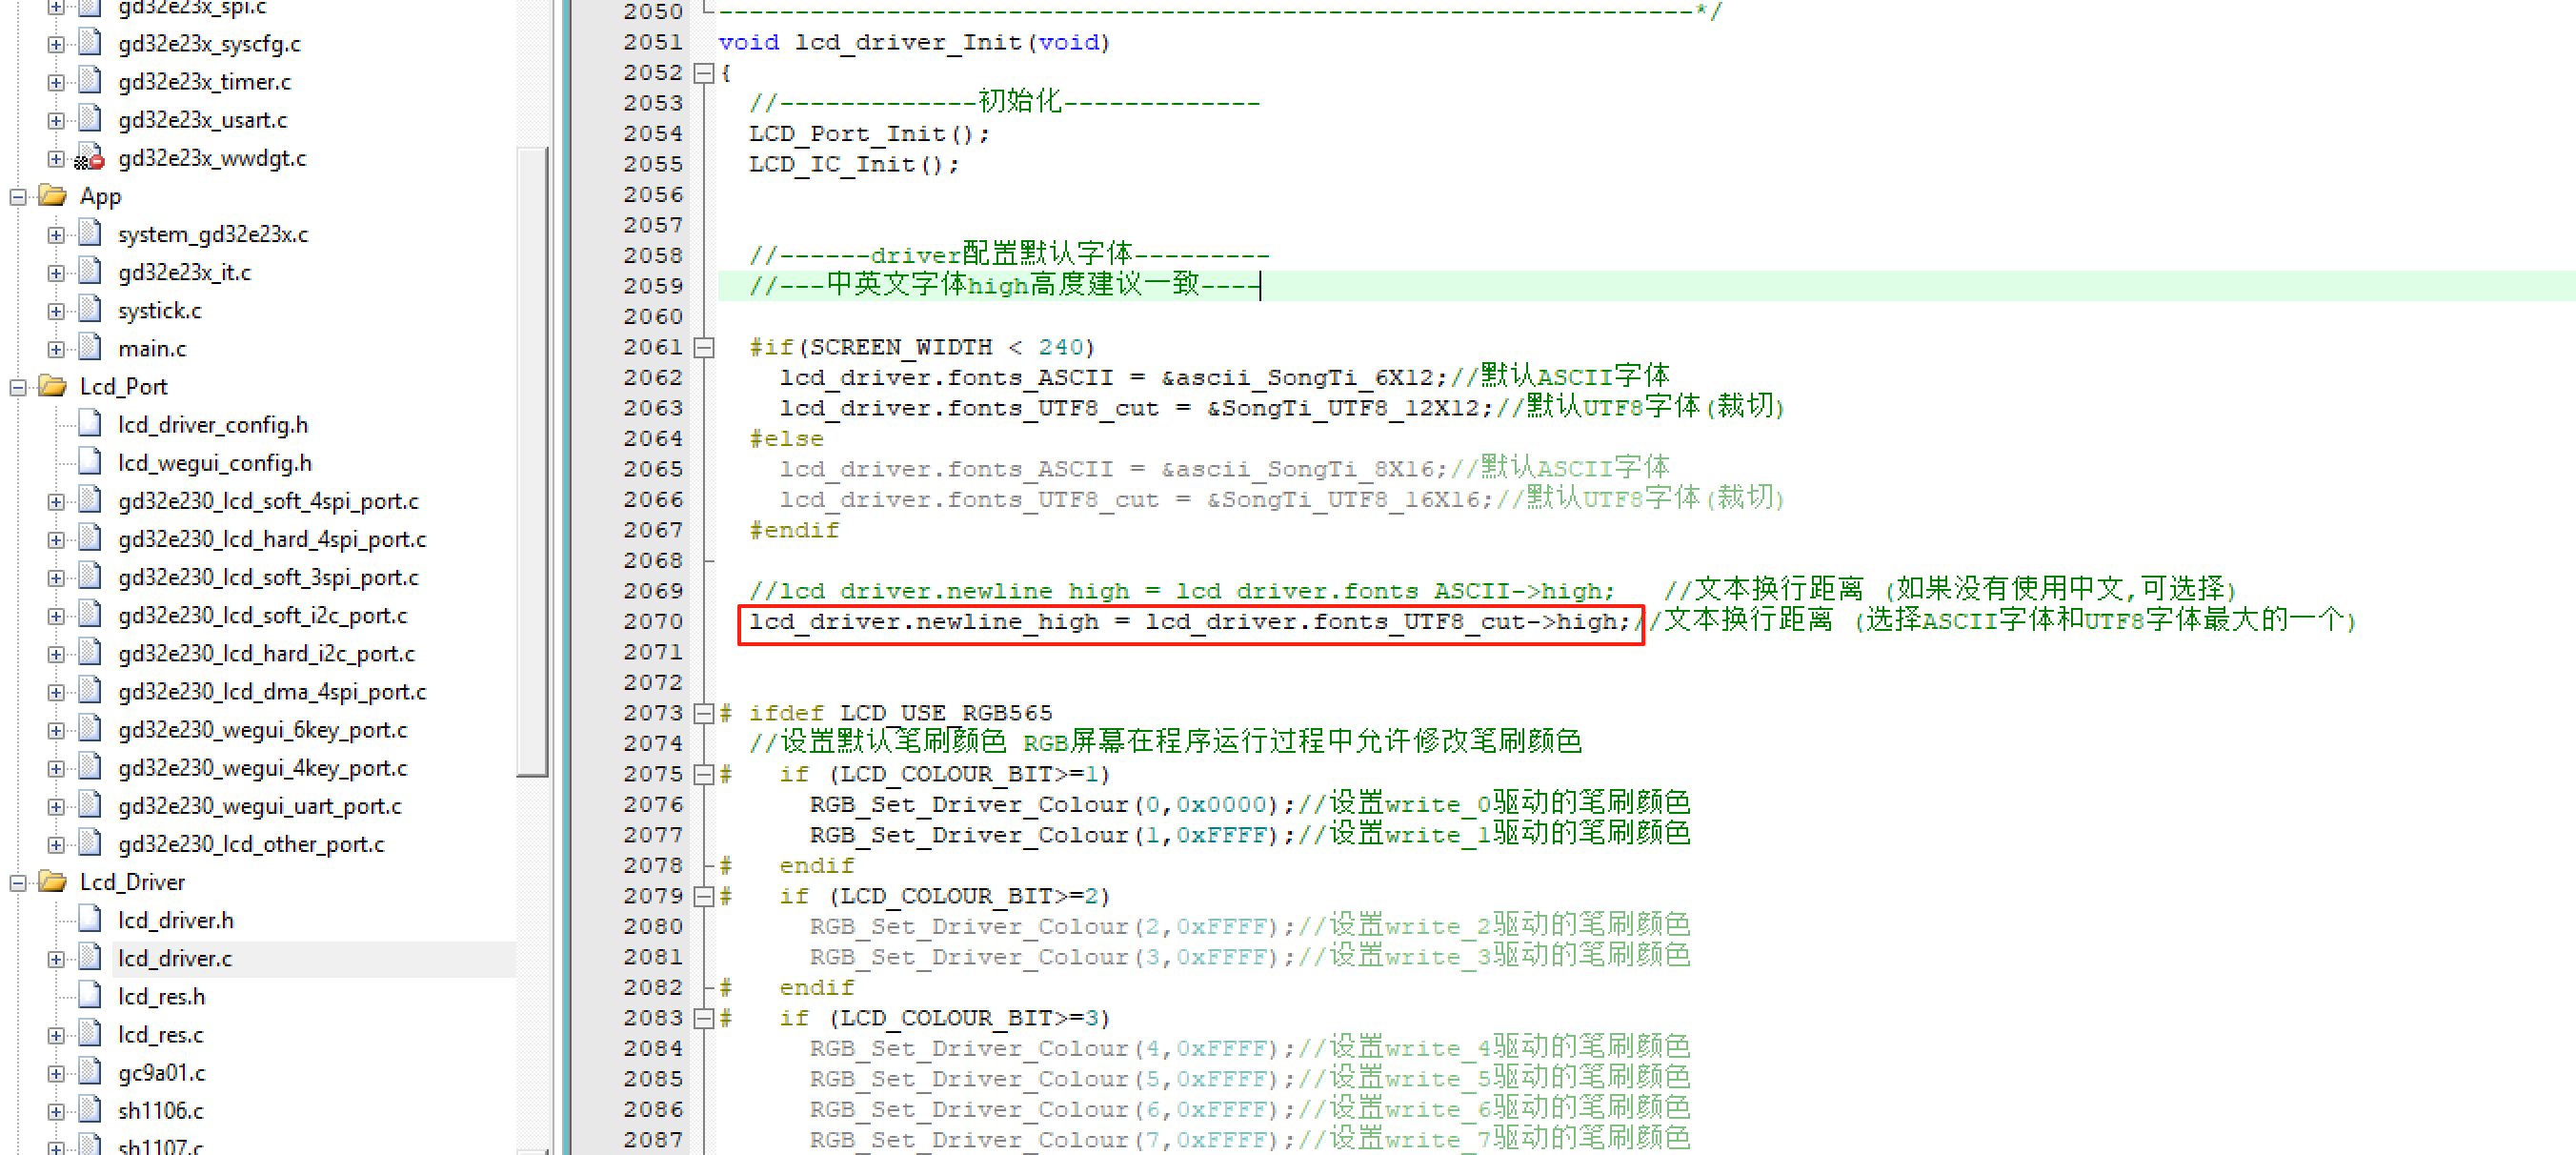 gd32e23x_spi.c
gd32e23x_syscfg.c
gd32e23x_timer.c
gd32e23x_usart.c
gd32e23x_wwdgt.c
App
system_gd32e23x.c
gd32e23x_it.c
systick.c
main.c
Lcd_Port
lcd_driver_config.h
lcd_wegui_config.h
gd32e230_lcd_soft_4spi_port.c
gd32e230_lcd_hard_4spi_port.c
gd32e230_lcd_soft_3spi_port.c
gd32e230_lcd_soft_i2c_port.c
gd32e230_lcd_hard_i2c_port.c
gd32e230_lcd_dma_4spi_port.c
gd32e230_wegui_6key_port.c
gd32e230_wegui_4key_port.c
gd32e230_wegui_uart_port.c
gd32e230_lcd_other_port.c
Lcd_Driver
lcd_driver.h
lcd_driver.c
lcd_res.h
lcd_res.c
gc9a01.c
sh1106.c
sh1107.c
2050 ----------------------------------------------------------------*/
2051 void lcd_driver_Init(void)
2052 {
2053 //-------------初始化-------------
2054 LCD_Port_Init();
2055 LCD_IC_Init();
2056
2057
2058 //------driver配置默认字体---------
2059 //---中英文字体high高度建议一致----
2060
2061 #if(SCREEN_WIDTH < 240)
2062 lcd_driver.fonts_ASCII = &ascii_SongTi_6X12;//默认ASCII字体
2063 lcd_driver.fonts_UTF8_cut = &SongTi_UTF8_12X12;//默认UTF8字体(裁切)
2064 #else
2065 lcd_driver.fonts_ASCII = &ascii_SongTi_8X16;//默认ASCII字体
2066 lcd_driver.fonts_UTF8_cut = &SongTi_UTF8_16X16;//默认UTF8字体(裁切)
2067 #endif
2068
2069 //lcd_driver.newline_high = lcd_driver.fonts_ASCII->high; //文本换行距离 (如果没有使用中文,可选择)
2070 lcd_driver.newline_high = lcd_driver.fonts_UTF8_cut->high;//文本换行距离 (选择ASCII字体和UTF8字体最大的一个)
2071
2072
2073 # ifdef LCD_USE_RGB565
2074 //设置默认笔刷颜色 RGB屏幕在程序运行过程中允许修改笔刷颜色
2075 # if (LCD_COLOUR_BIT>=1)
2076 RGB_Set_Driver_Colour(0,0x0000);//设置write_0驱动的笔刷颜色
2077 RGB_Set_Driver_Colour(1,0xFFFF);//设置write_1驱动的笔刷颜色
2078 # endif
2079 # if (LCD_COLOUR_BIT>=2)
2080 RGB_Set_Driver_Colour(2,0xFFFF);//设置write_2驱动的笔刷颜色
2081 RGB_Set_Driver_Colour(3,0xFFFF);//设置write_3驱动的笔刷颜色
2082 # endif
2083 # if (LCD_COLOUR_BIT>=3)
2084 RGB_Set_Driver_Colour(4,0xFFFF);//设置write_4驱动的笔刷颜色
2085 RGB_Set_Driver_Colour(5,0xFFFF);//设置write_5驱动的笔刷颜色
2086 RGB_Set_Driver_Colour(6,0xFFFF);//设置write_6驱动的笔刷颜色
2087 RGB_Set_Driver_Colour(7,0xFFFF);//设置write_7驱动的笔刷颜色